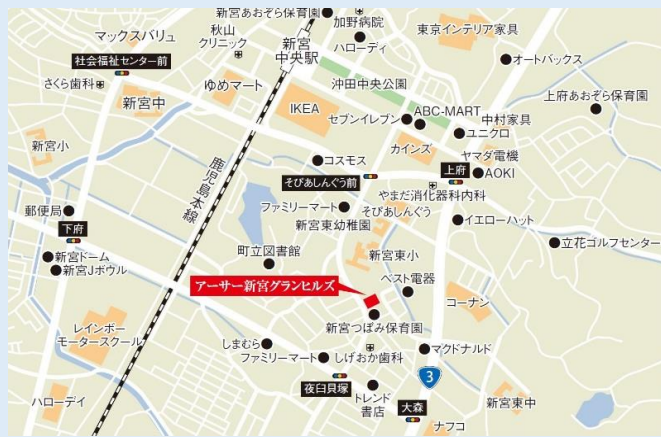 新宮あおぞら保育園
加野病院
東京インテリア家具
マックスバリュ
秋山
クリニック
新宮
中央駅
ハローディ
オートバックス
社会福祉センター前
さくら歯科
ゆめマート
沖田中央公園
上府あおぞら保育園
新宮中
IKEA
ABC-MART
セブンイレブン
中村家具
ユニクロ
カインズ
新宮小
鹿児島本線
コスモス
ヤマダ電機
上府
AOKI
そぴあしんぐう前
やまだ消化器科内科
郵便局
ファミリーマート
そぴあしんぐう
イエローハット
下府
新宮東幼稚園
立花ゴルフセンター
新宮ドーム
新宮Jボウル
町立図書館
新宮東小
ベスト電器
アーサー新宮グランヒルズ
コーナン
新宮つぼみ保育園
レインボー
モータースクール
しまむら
ファミリーマート
しげおか歯科
マクドナルド
3
夜臼貝塚
トレンド
書店
大森
新宮東中
ハローデイ
ナフコ